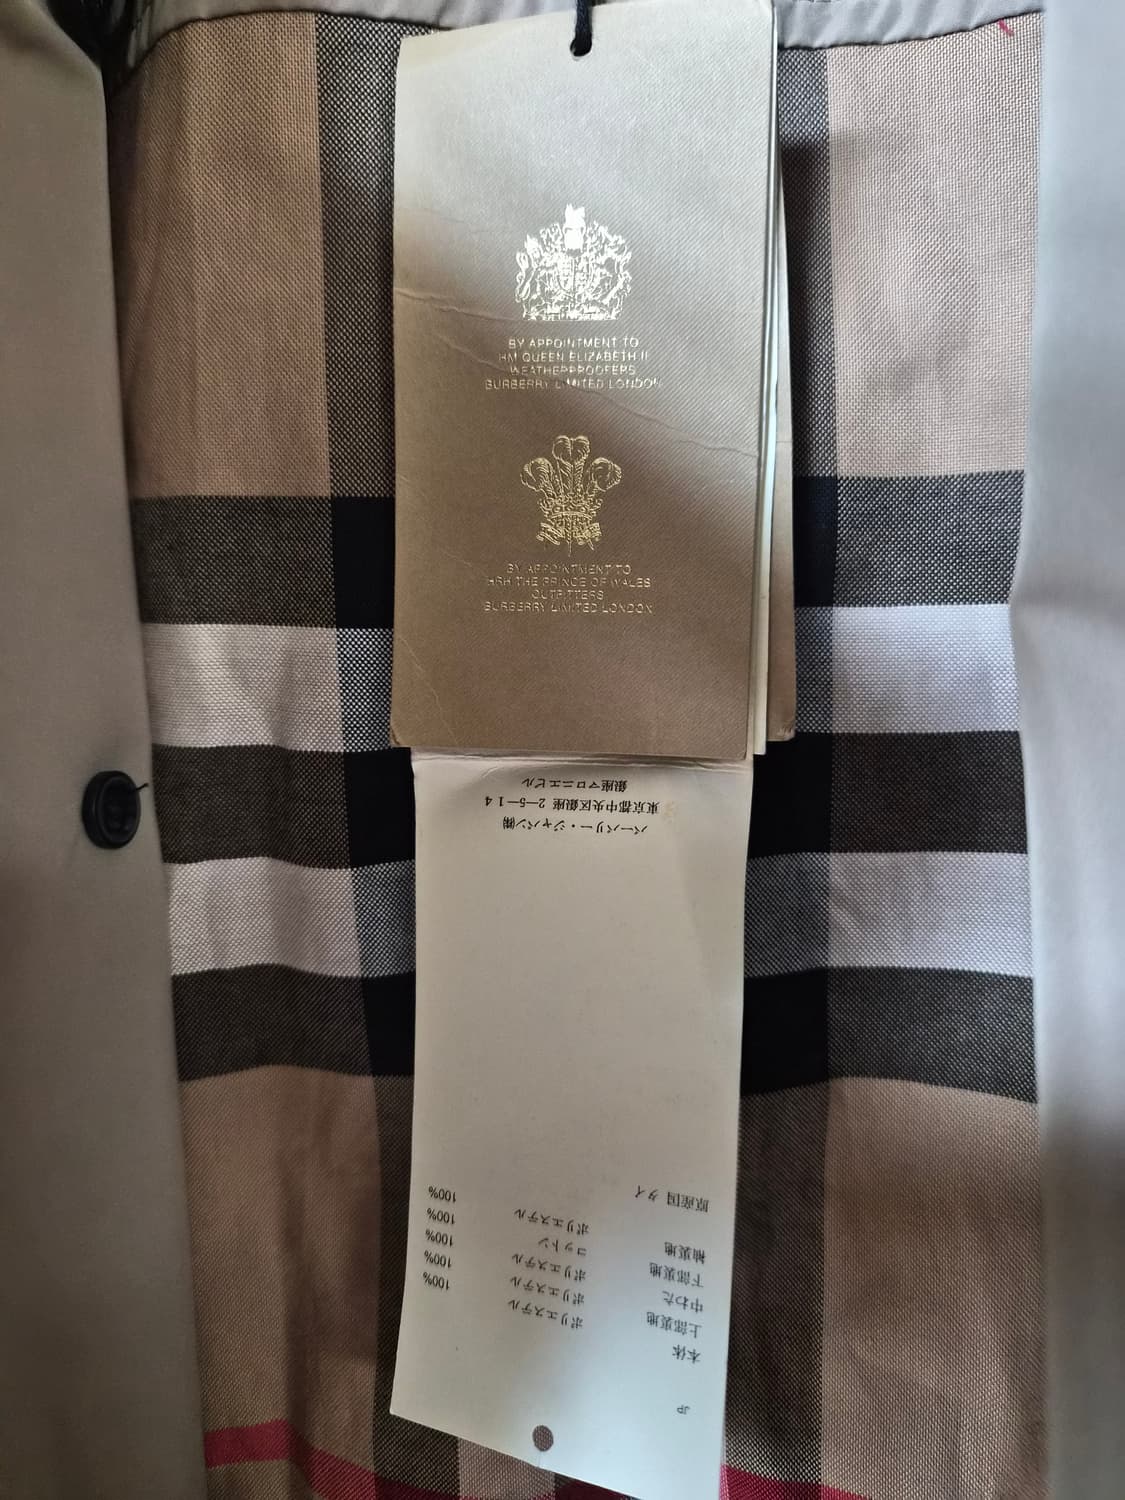 BY APPOINTMENT TO
HM QUEEN ELIZABETH II
WEATHERPROOFERS
BURBERRY LIMITED LONDON
BY APPOINTMENT TO
HRH THE PRINCE OF WALES
OUTFITTERS
BURBERRY LIMITED LONDON
JP
本体 ポリエステル 100%
上部裏地 ポリエステル 100%
中わた ポリエステル 100%
下部裏地 コットン 100%
袖裏地 ポリエステル 100%
原産国 タイ
バーバリー・ジャパン㈱
東京都中央区銀座 2—5—14
銀座マロニエビル